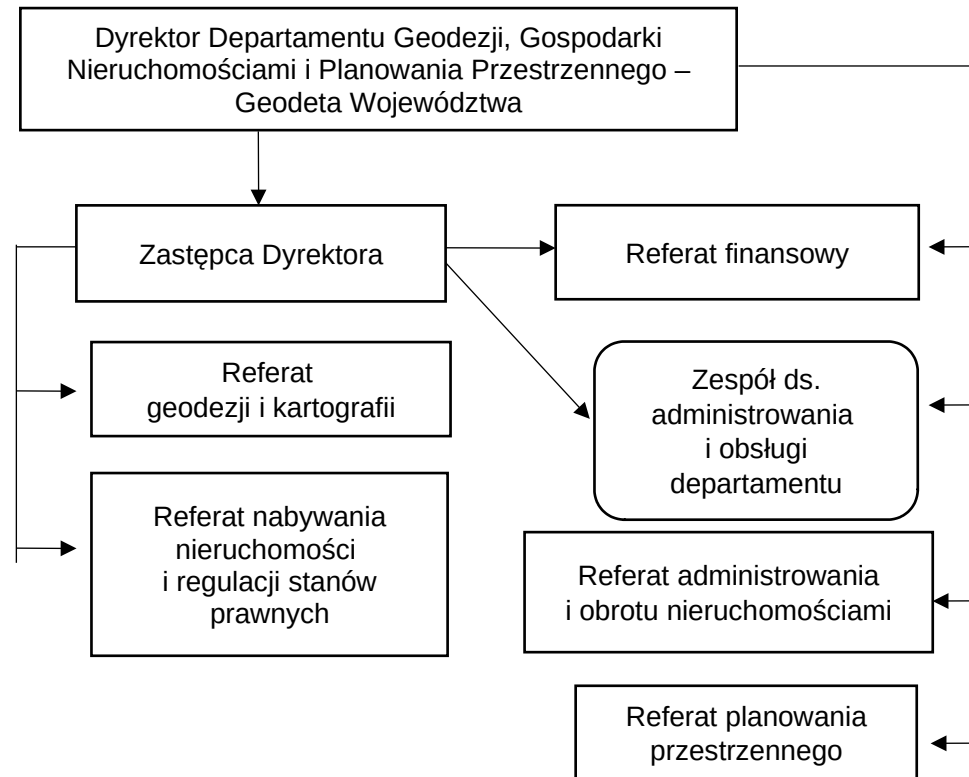 Dyrektor Departamentu Geodezji, Gospodarki
Nieruchomościami i Planowania Przestrzennego –
Geodeta Województwa
Zastępca Dyrektora
Referat finansowy
Referat
geodezji i kartografii
Zespół ds.
administrowania
i obsługi
departamentu
Referat nabywania
nieruchomości
i regulacji stanów
prawnych
Referat administrowania
i obrotu nieruchomościami
Referat planowania
przestrzennego